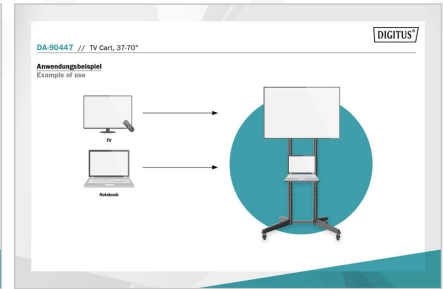 DIGITUS®
DA-90447 // TV Cart, 37-70"
Anwendungsbeispiel
Example of use
TV
Notebook